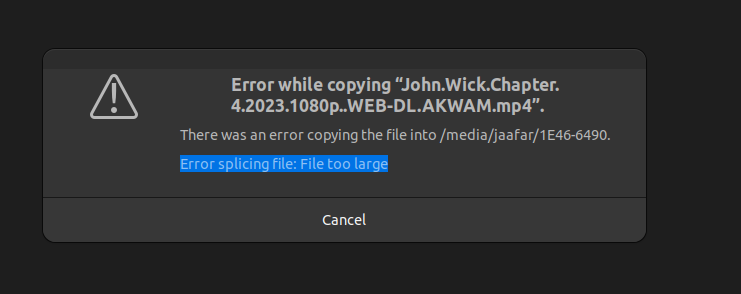 Error while copying “John.Wick.Chapter.
4.2023.1080p..WEB-DL.AKWAM.mp4”.
There was an error copying the file into /media/jaafar/1E46-6490.
Error splicing file: File too large
Cancel